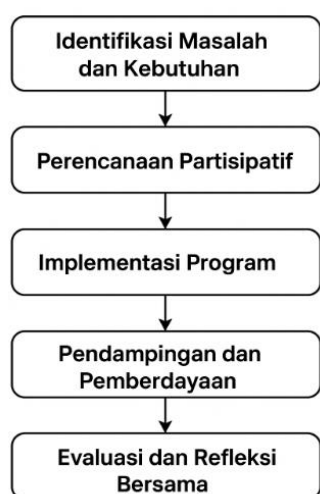 Identifikasi Masalah
dan Kebutuhan
Perencanaan Partisipatif
Implementasi Program
Pendampingan dan
Pemberdayaan
Evaluasi dan Refleksi
Bersama